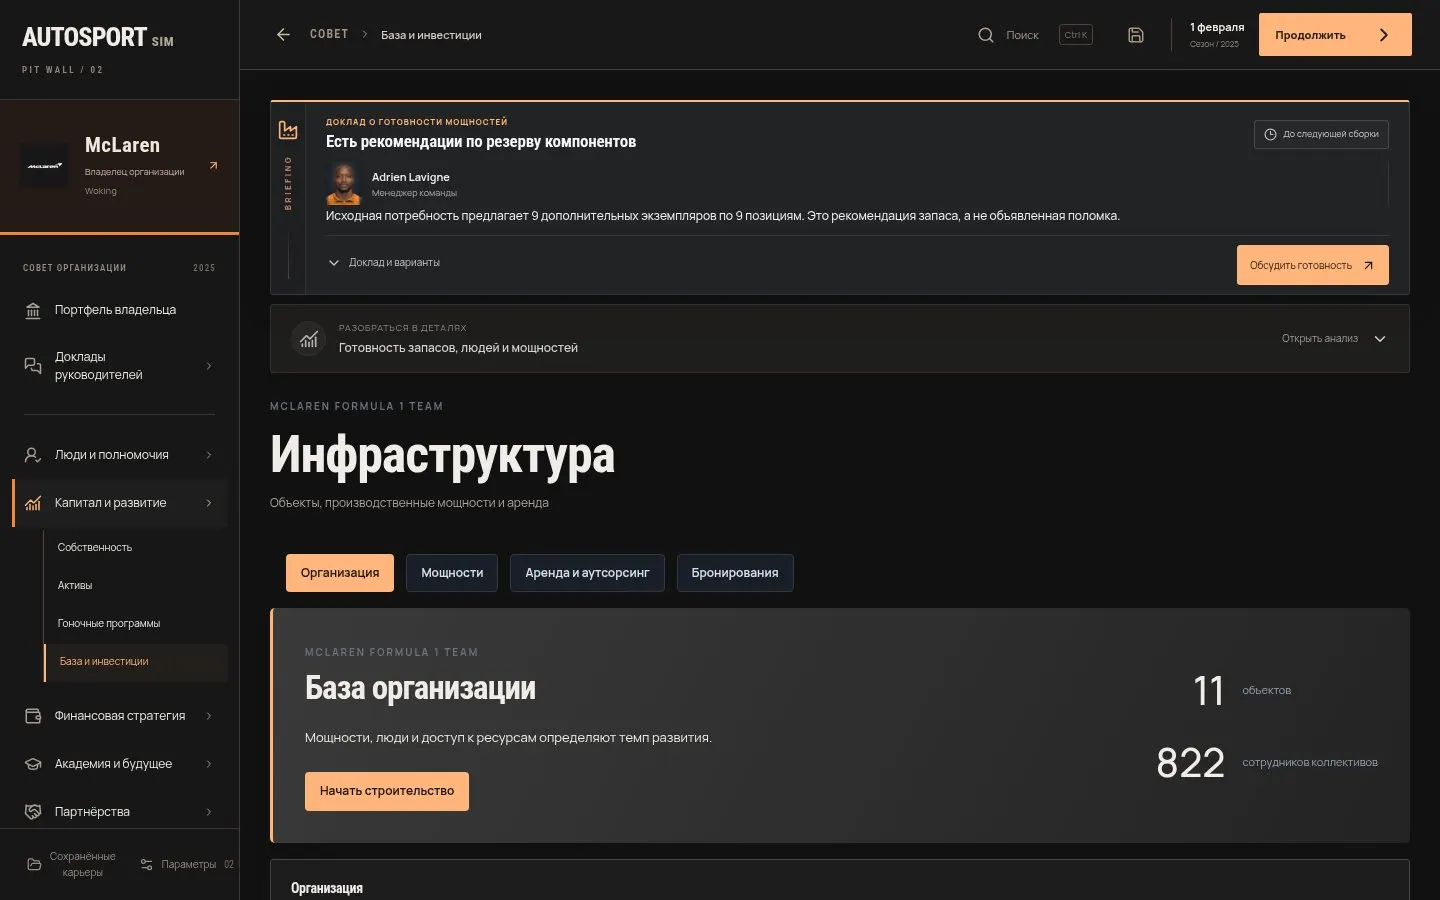 AUTOSPORT SIM
PIT WALL / 02
McLaren
McLaren
Владелец организации
Woking
СОВЕТ ОРГАНИЗАЦИИ 2025
Портфель владельца
Доклады
руководителей
Люди и полномочия
Капитал и развитие
Собственность
Активы
Гоночные программы
База и инвестиции
Финансовая стратегия
Академия и будущее
Партнёрства
Сохранённые
карьеры
Параметры 02
СОВЕТ База и инвестиции
Поиск Ctrl K
1 февраля
Сезон / 2025
Продолжить
BRIEFING
ДОКЛАД О ГОТОВНОСТИ МОЩНОСТЕЙ
Есть рекомендации по резерву компонентов
До следующей сборки
Adrien Lavigne
Менеджер команды
Исходная потребность предлагает 9 дополнительных экземпляров по 9 позициям. Это рекомендация запаса, а не объявленная поломка.
Доклад и варианты
Обсудить готовность
РАЗОБРАТЬСЯ В ДЕТАЛЯХ
Готовность запасов, людей и мощностей
Открыть анализ
MCLAREN FORMULA 1 TEAM
Инфраструктура
Объекты, производственные мощности и аренда
Организация Мощности Аренда и аутсорсинг Бронирования
MCLAREN FORMULA 1 TEAM
База организации
Мощности, люди и доступ к ресурсам определяют темп развития.
Начать строительство
11 объектов
822 сотрудников коллективов
Организация